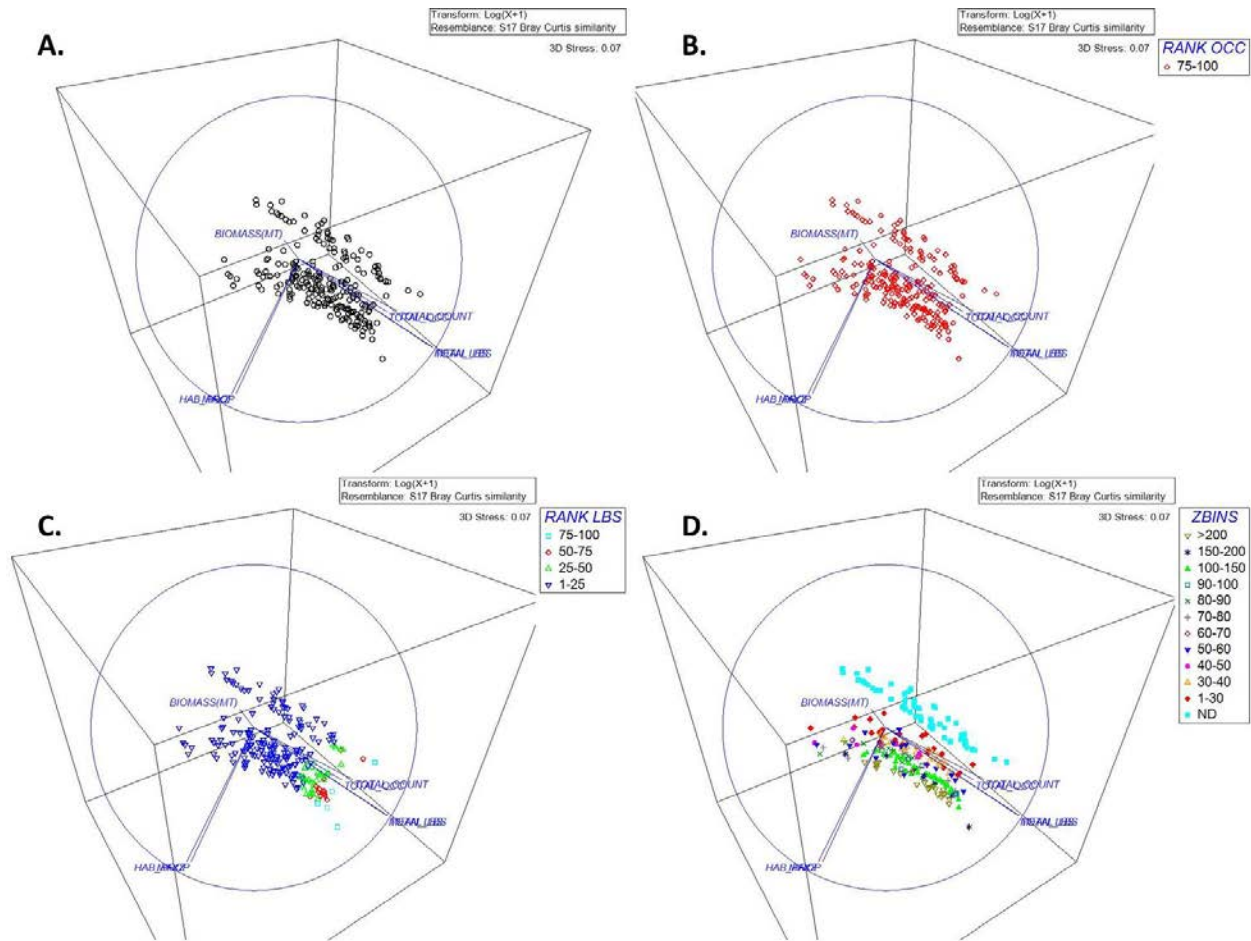 Transform: Log(X+1)
Resemblance: S17 Bray Curtis similarity
A.
3D Stress: 0.07
BIOMASS(MT)
COUNT
Transform: Log(X+1)
Resemblance: S17 Bray Curtis similarity
B.
3D Stress: 0.07
RANK OCC
75-100
BIOMASS(MT)
COUNT
Transform: Log(X+1)
Resemblance: S17 Bray Curtis similarity
C.
3D Stress: 0.07
RANK LBS
75-100
50-75
25-50
1-25
BIOMASS(MT)
COUNT
Transform: Log(X+1)
Resemblance: S17 Bray Curtis similarity
D.
3D Stress: 0.07
ZBINS
>200
150-200
100-150
90-100
80-90
70-80
60-70
50-60
40-50
30-40
1-30
ND
BIOMASS(MT)
COUNT